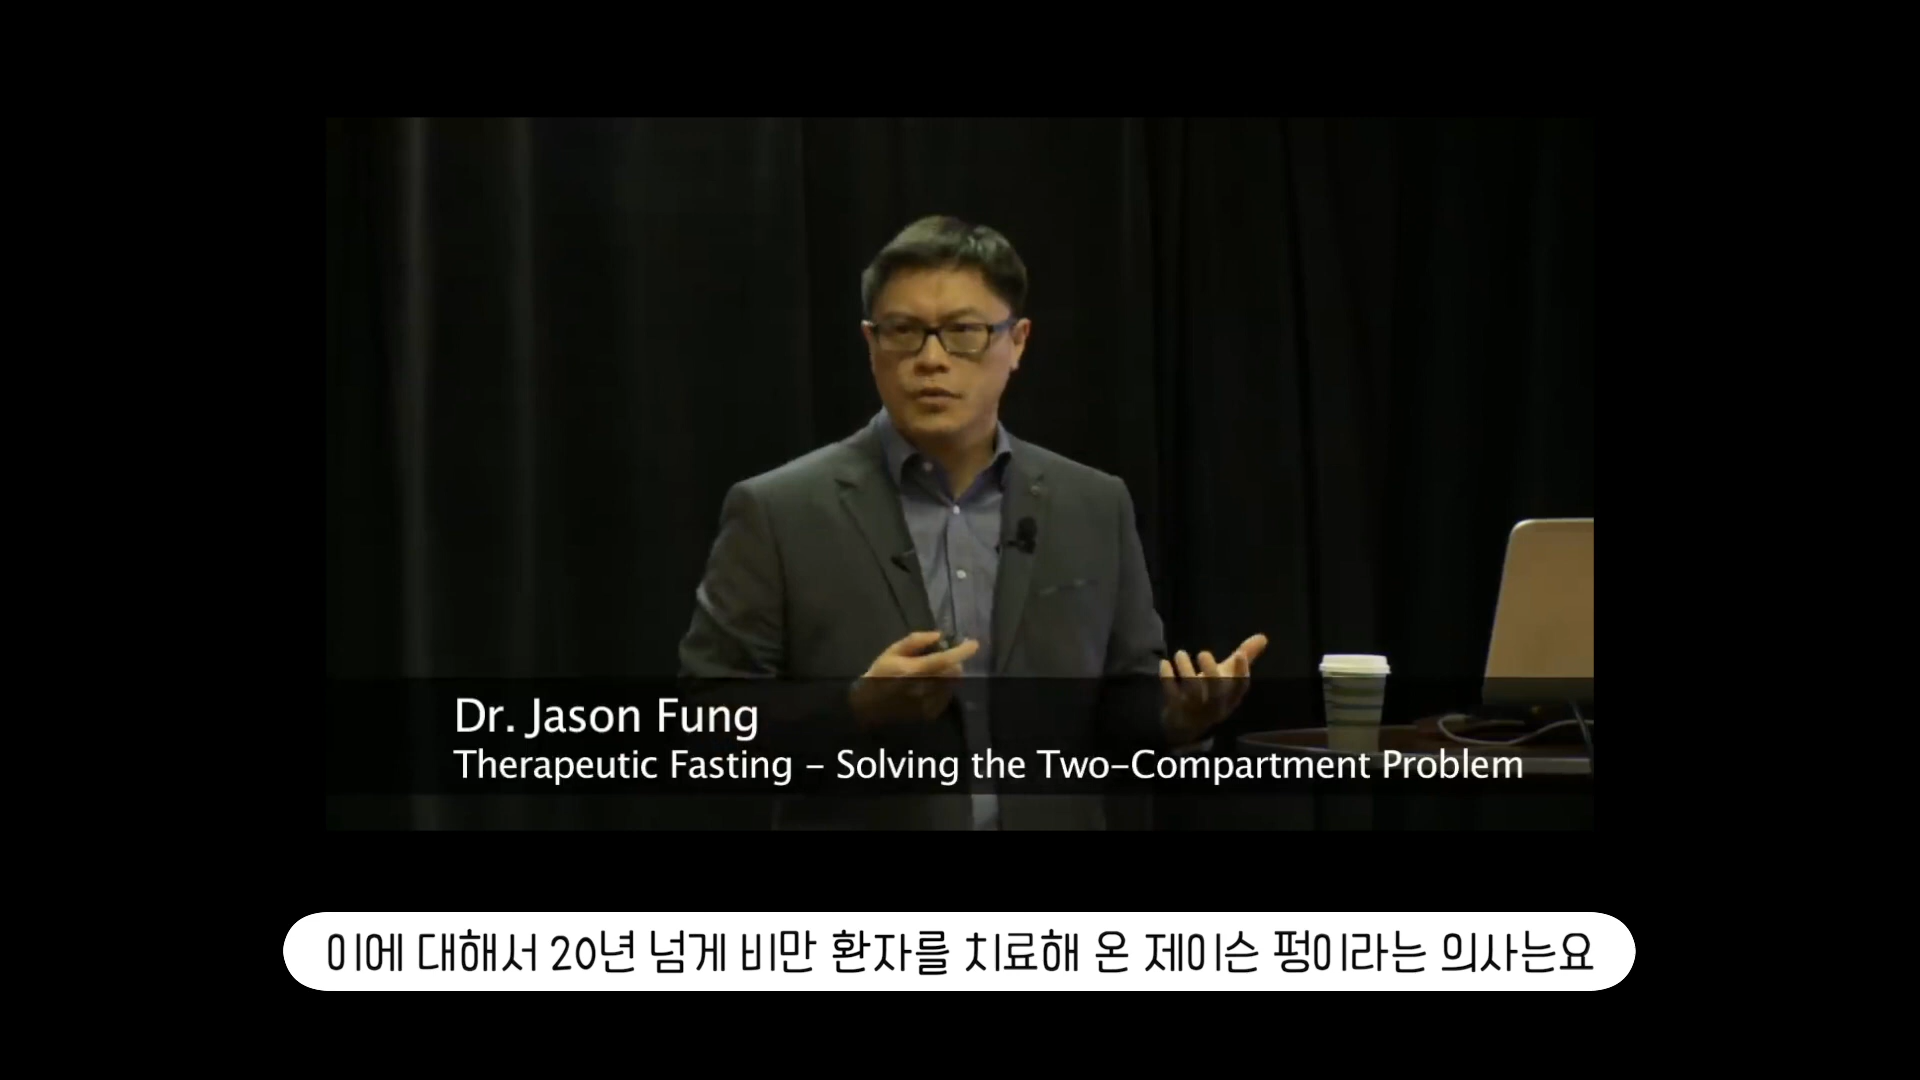 Dr. Jason Fung
Therapeutic Fasting - Solving the Two-Compartment Problem
이에 대해서 20년 넘게 비만 환자를 치료해 온 제이슨 펑이라는 의사는요